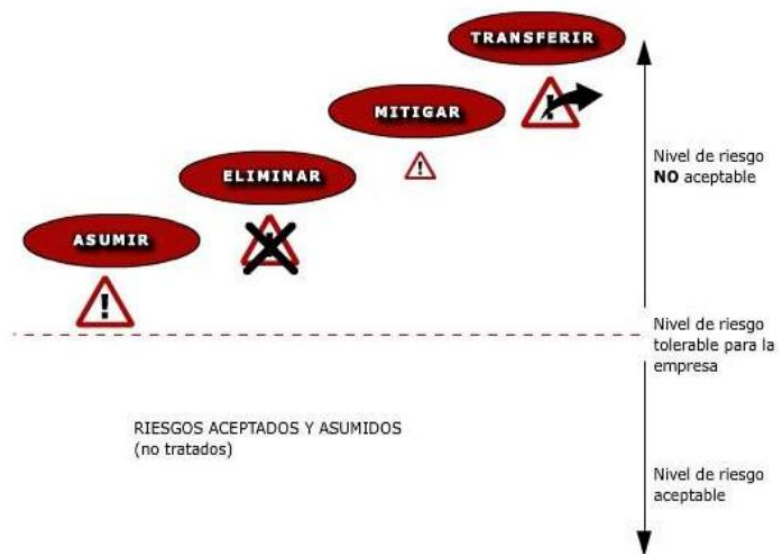 TRANSFERIR
MITIGAR
ELIMINAR
ASUMIR
Nivel de riesgo
NO aceptable
Nivel de riesgo
tolerable para la
empresa
RIESGOS ACEPTADOS Y ASUMIDOS
(no tratados)
Nivel de riesgo
aceptable